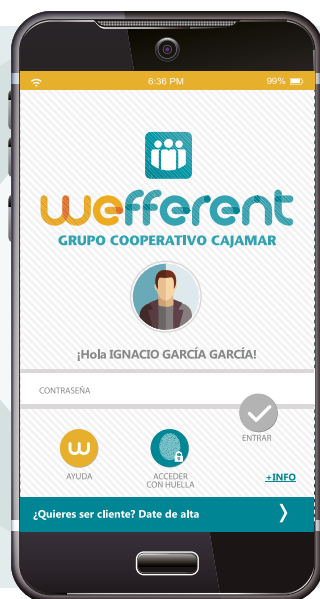 6:36 PM 99%
wefferent
GRUPO COOPERATIVO CAJAMAR
¡Hola IGNACIO GARCÍA GARCÍA!
CONTRASEÑA
ENTRAR
w
AYUDA
ACCEDER
CON HUELLA
+INFO
¿Quieres ser cliente? Date de alta